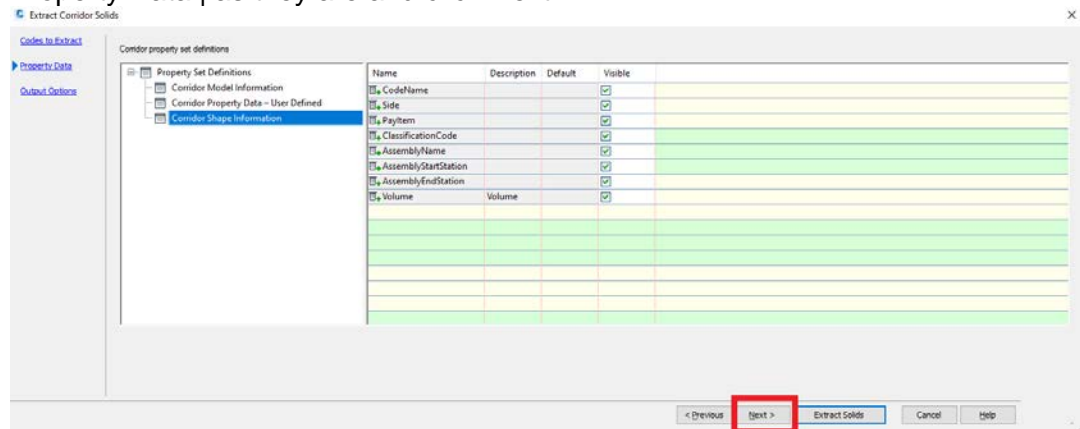 Extract Corridor Solids
Codes to Extract
Property Data
Output Options
Corridor property set definitions
Property Set Definitions
Corridor Model Information
Corridor Property Data – User Defined
Corridor Shape Information
Name Description Default Visible
CodeName
Side
PayItem
ClassificationCode
AssemblyName
AssemblyStartStation
AssemblyEndStation
Volume Volume
< Previous Next > Extract Solids Cancel Help